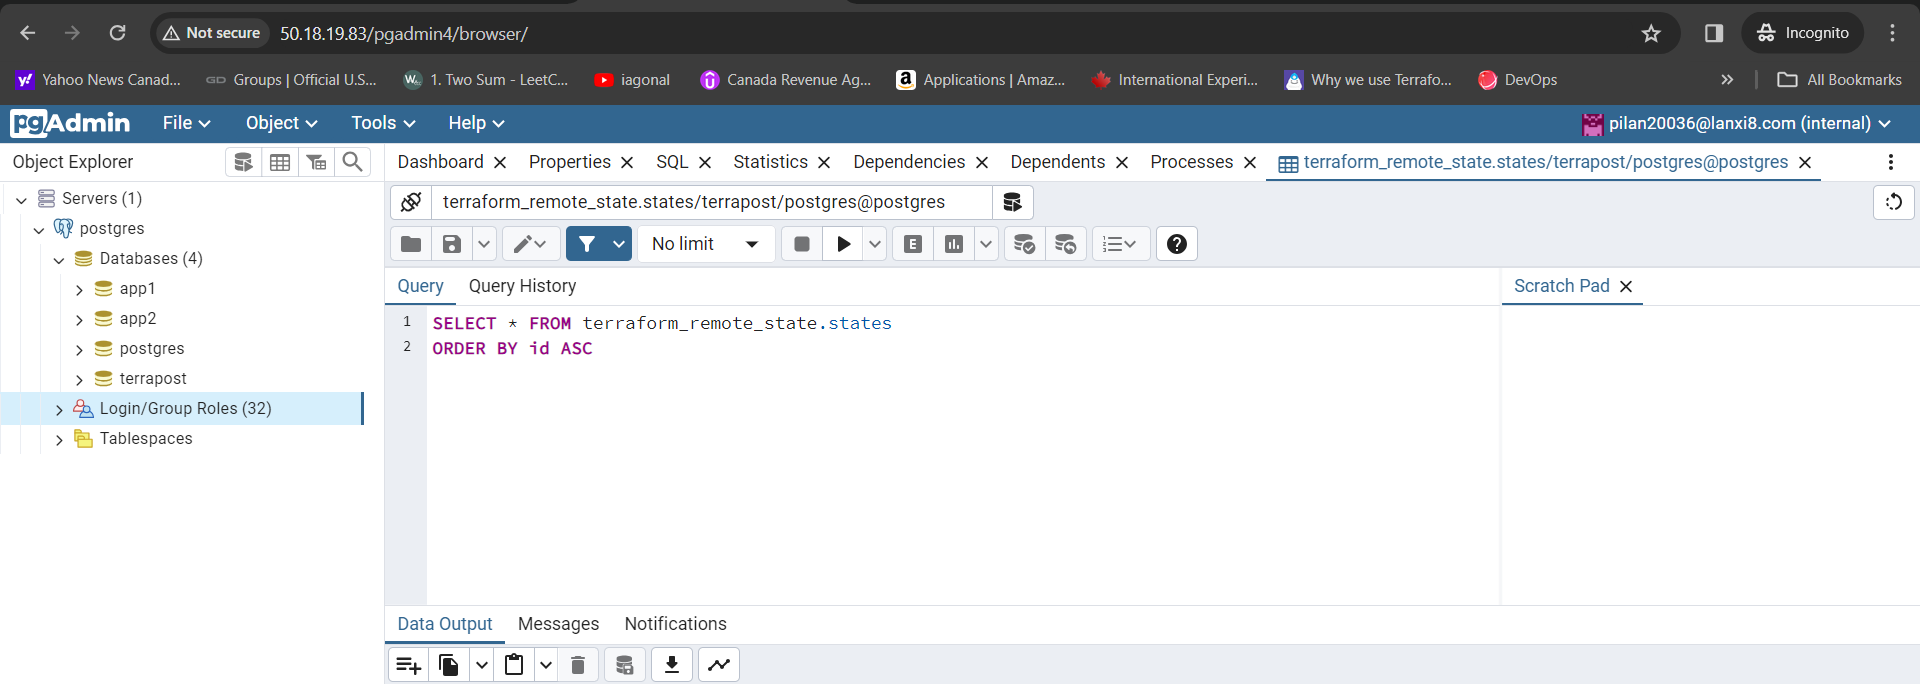 Not secure 50.18.19.83/pgadmin4/browser/ Incognito
Yahoo News Canad... GD Groups | Official U.S... 1. Two Sum - LeetC... iagonal Canada Revenue Ag... Applications | Amaz... International Experi... Why we use Terrafo... DevOps » All Bookmarks
pgAdmin File Object Tools Help pilan20036@lanxi8.com (internal)
Object Explorer
Dashboard Properties SQL Statistics Dependencies Dependents Processes terraform_remote_state.states/terrapost/postgres@postgres
Servers (1)
terraform_remote_state.states/terrapost/postgres@postgres
postgres
No limit
Databases (4)
app1
Query Query History
Scratch Pad
app2
1 SELECT * FROM terraform_remote_state.states
2 ORDER BY id ASC
postgres
terrapost
Login/Group Roles (32)
Tablespaces
Data Output Messages Notifications